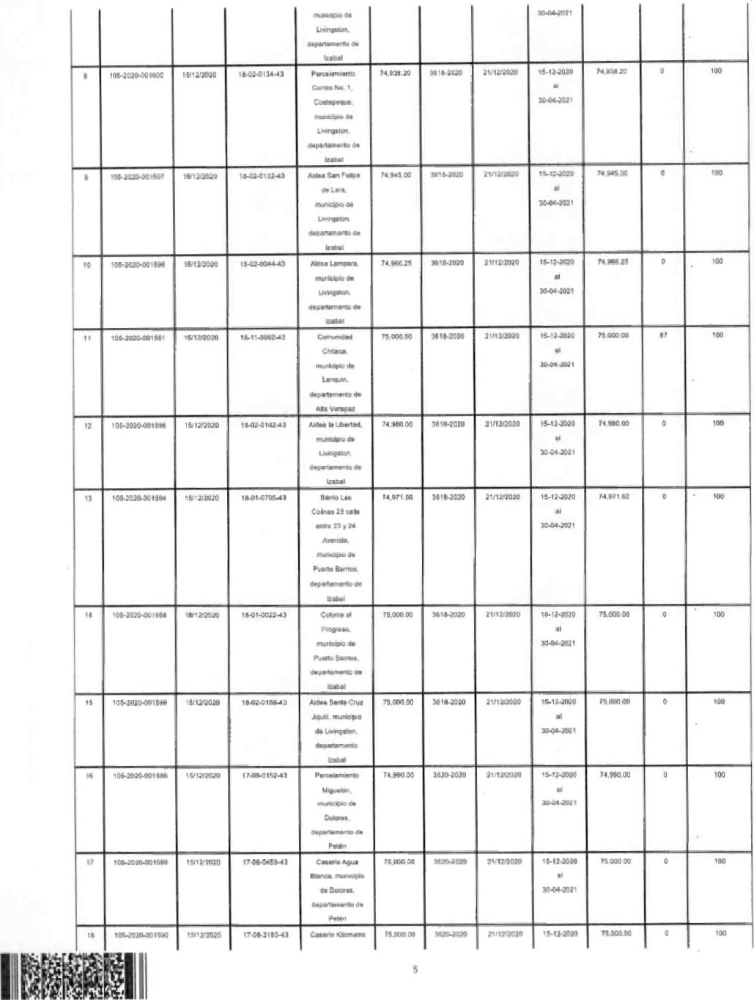 municipio de 30-04-2021
Livingston,
departamento de
Izabal
8 105-2020-001600 15/12/2020 18-02-0134-43 Parcelamiento 74,938.20 3618-2020 21/12/2020 15-12-2020 74,938.20 0 100
Centro No. 1, al
Coatepeque, 30-04-2021
municipio de
Livingston,
departamento de
Izabal
9 105-2020-001597 15/12/2020 18-02-0132-43 Aldea San Felipe 74,945.00 3618-2020 21/12/2020 15-12-2020 74,945.00 0 100
de Lara, al
municipio de 30-04-2021
Livingston,
departamento de
Izabal
10 105-2020-001596 15/12/2020 18-02-0044-43 Aldea Lampara, 74,966.25 3618-2020 21/12/2020 15-12-2020 74,966.25 0 100
municipio de al
Livingston, 30-04-2021
departamento de
Izabal
11 105-2020-001561 15/12/2020 16-11-9962-43 Comunidad 75,000.00 3618-2020 21/12/2020 15-12-2020 75,000.00 87 100
al
municipio de 30-04-2021
Lanquín,
departamento de
Alta Verapaz
12 105-2020-001598 15/12/2020 18-02-0142-43 Aldea la Libertad, 74,980.00 3618-2020 21/12/2020 15-12-2020 74,980.00 0 100
municipio de al
Livingston, 30-04-2021
departamento de
Izabal
13 105-2020-001594 15/12/2020 18-01-0705-43 Barrio Las 74,971.60 3618-2020 21/12/2020 15-12-2020 74,971.60 0 100
Colinas 23 calle al
entre 23 y 24 30-04-2021
Avenida,
municipio de
Puerto Barrios,
departamento de
Izabal
14 105-2020-001958 18/12/2020 18-01-0022-43 Colonia el 75,000.00 3618-2020 21/12/2020 18-12-2020 75,000.00 0 100
Progreso, al
municipio de 30-04-2021
Puerto Barrios,
departamento de
Izabal
15 105-2020-001599 15/12/2020 18-02-0156-43 Aldea Santa Cruz 75,000.00 3618-2020 21/12/2020 15-12-2020 75,000.00 0 100
municipio al
de Livingston, 30-04-2021
departamento
Izabal
16 105-2020-001588 15/12/2020 17-08-0152-43 Parcelamiento 74,990.00 3620-2020 21/12/2020 15-12-2020 74,990.00 0 100
Miguelón, al
municipio de 30-04-2021
Dolores,
departamento de
Petén
17 105-2020-001589 15/12/2020 17-08-0459-43 Caserío Agua 75,000.00 3620-2020 21/12/2020 15-12-2020 75,000.00 0 100
Blanca, municipio al
de Dolores, 30-04-2021
departamento de
Petén
18 105-2020-001590 15/12/2020 17-08-2183-43 Caserío Kilómetro 75,000.00 3620-2020 21/12/2020 15-12-2020 75,000.00 0 100
5